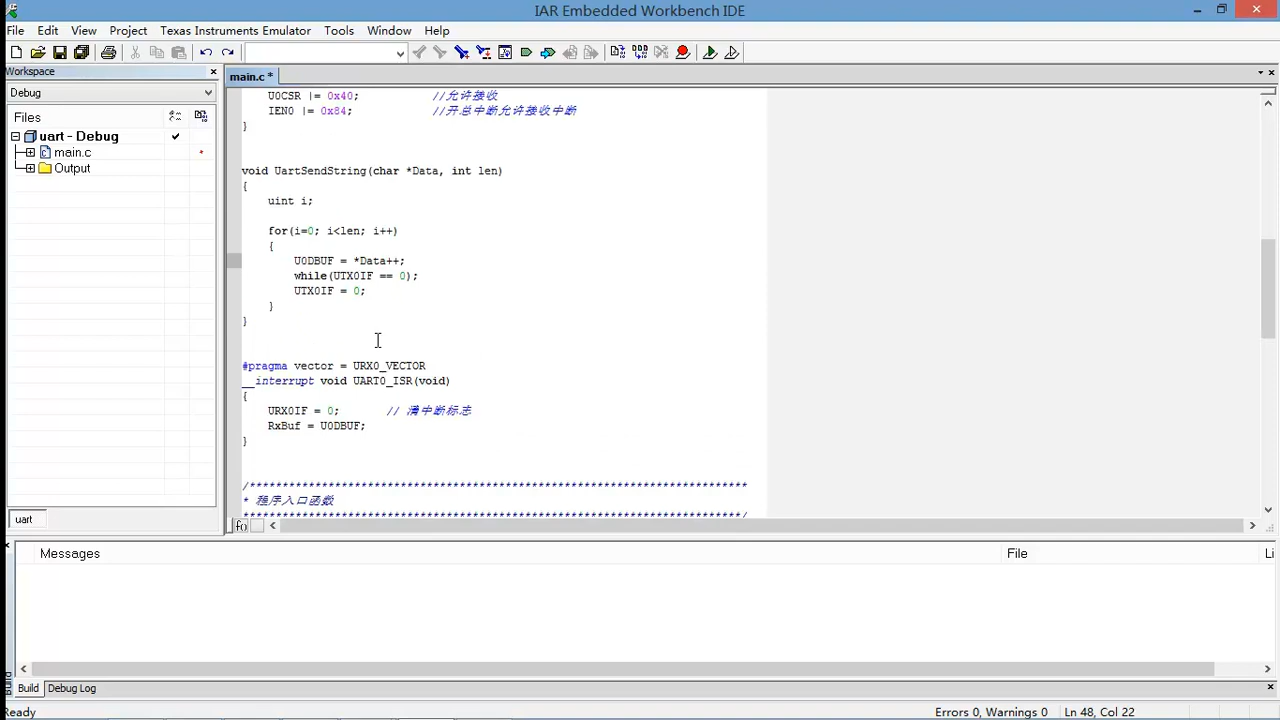 IAR Embedded Workbench IDE
File Edit View Project Texas Instruments Emulator Tools Window Help
Workspace
main.c *
Debug
Files
uart - Debug
main.c
Output
uart
U0CSR |= 0x40; //允许接收
IEN0 |= 0x84; //开总中断允许接收中断
}
void UartSendString(char *Data, int len)
{
uint i;
for(i=0; i<len; i++)
{
U0DBUF = *Data++;
while(UTX0IF == 0);
UTX0IF = 0;
}
}
#pragma vector = URX0_VECTOR
__interrupt void UART0_ISR(void)
{
URX0IF = 0; // 清中断标志
RxBuf = U0DBUF;
}
/****************************************************************************
* 程序入口函数
****************************************************************************/
f()
Messages File Li
Build
Build Debug Log
Ready Errors 0, Warnings 0 Ln 48, Col 22